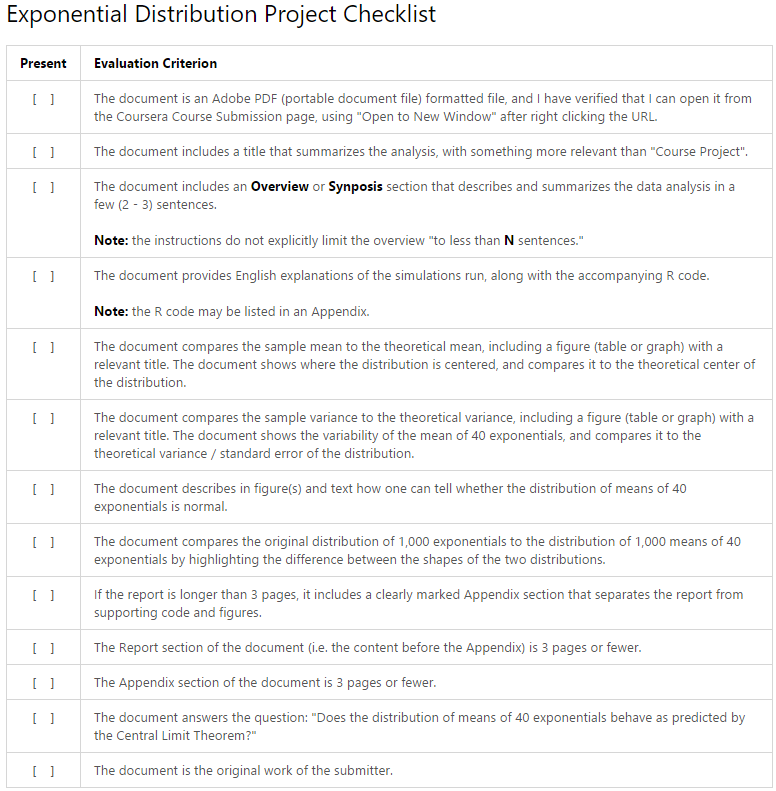 Exponential Distribution Project Checklist
Present Evaluation Criterion
[ ] The document is an Adobe PDF (portable document file) formatted file, and I have verified that I can open it from
the Coursera Course Submission page, using "Open to New Window" after right clicking the URL.
[ ] The document includes a title that summarizes the analysis, with something more relevant than "Course Project".
[ ] The document includes an Overview or Synposis section that describes and summarizes the data analysis in a
few (2 - 3) sentences.
Note: the instructions do not explicitly limit the overview "to less than N sentences."
[ ] The document provides English explanations of the simulations run, along with the accompanying R code.
Note: the R code may be listed in an Appendix.
[ ] The document compares the sample mean to the theoretical mean, including a figure (table or graph) with a
relevant title. The document shows where the distribution is centered, and compares it to the theoretical center of
the distribution.
[ ] The document compares the sample variance to the theoretical variance, including a figure (table or graph) with a
relevant title. The document shows the variability of the mean of 40 exponentials, and compares it to the
theoretical variance / standard error of the distribution.
[ ] The document describes in figure(s) and text how one can tell whether the distribution of means of 40
exponentials is normal.
[ ] The document compares the original distribution of 1,000 exponentials to the distribution of 1,000 means of 40
exponentials by highlighting the difference between the shapes of the two distributions.
[ ] If the report is longer than 3 pages, it includes a clearly marked Appendix section that separates the report from
supporting code and figures.
[ ] The Report section of the document (i.e. the content before the Appendix) is 3 pages or fewer.
[ ] The Appendix section of the document is 3 pages or fewer.
[ ] The document answers the question: "Does the distribution of means of 40 exponentials behave as predicted by
the Central Limit Theorem?"
[ ] The document is the original work of the submitter.